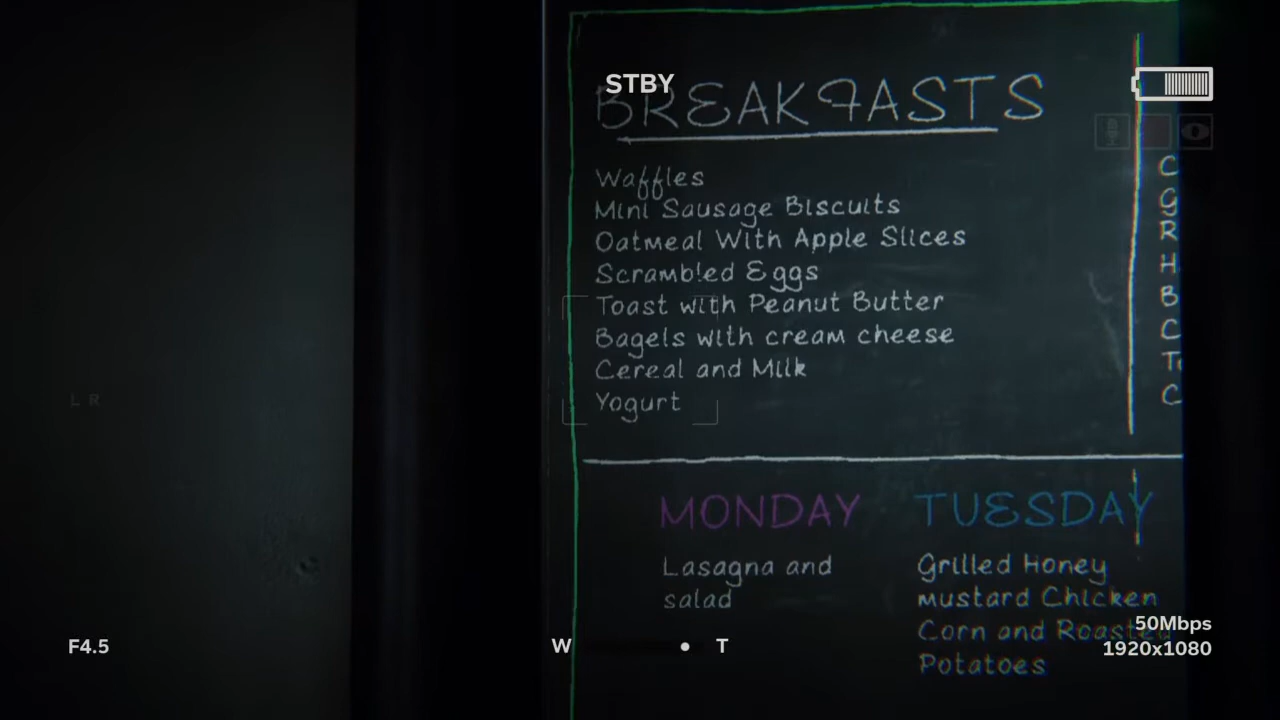 STBY
BREAKFASTS
Waffles
Mini Sausage Biscuits
Oatmeal With Apple Slices
Scrambled Eggs
Toast with Peanut Butter
Bagels with cream cheese
Cereal and Milk
Yogurt
C
G
R
H
B
C
To
C
L R
MONDAY
Lasagna and
salad
TUESDAY
Grilled Honey
mustard Chicken
Corn and Roasted
Potatoes
F4.5
W T
50Mbps
1920x1080